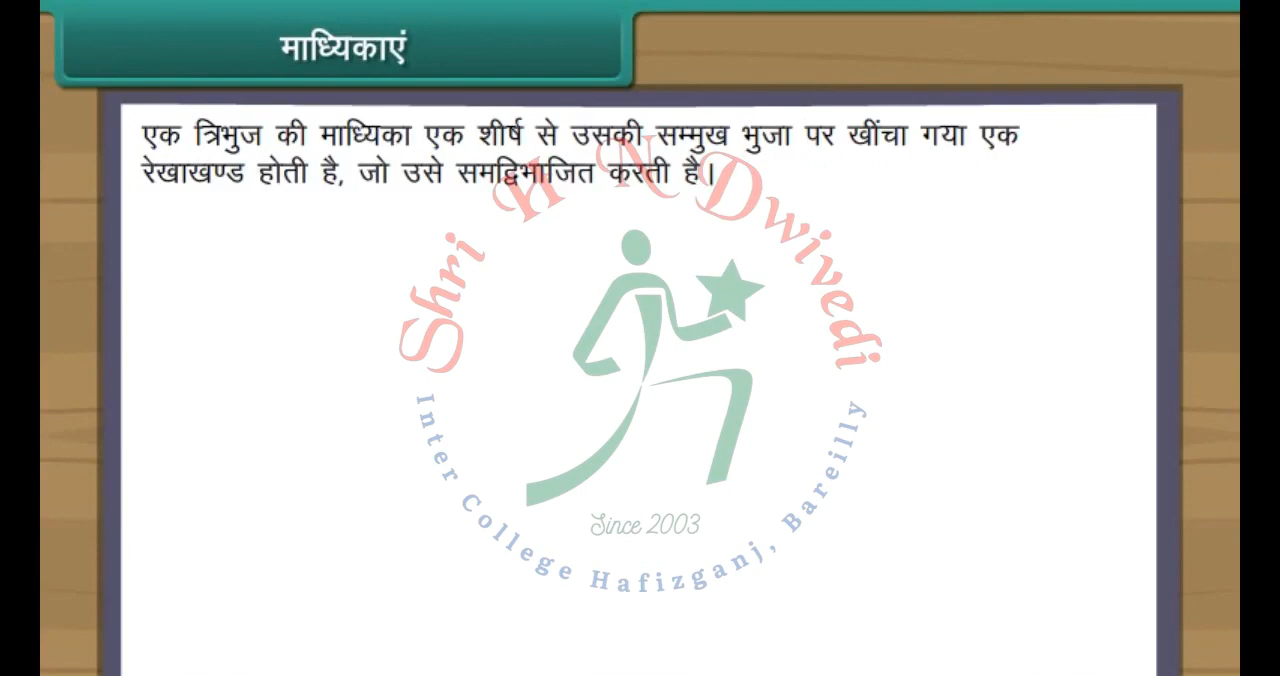 माध्यिकाएं
एक त्रिभुज की माध्यिका एक शीर्ष से उसकी सम्मुख भुजा पर खींचा गया एक
रेखाखण्ड होती है, जो उसे समद्विभाजित करती है।
Shri H N Dwivedi
Since 2003
Inter College Hafizganj, Bareilly